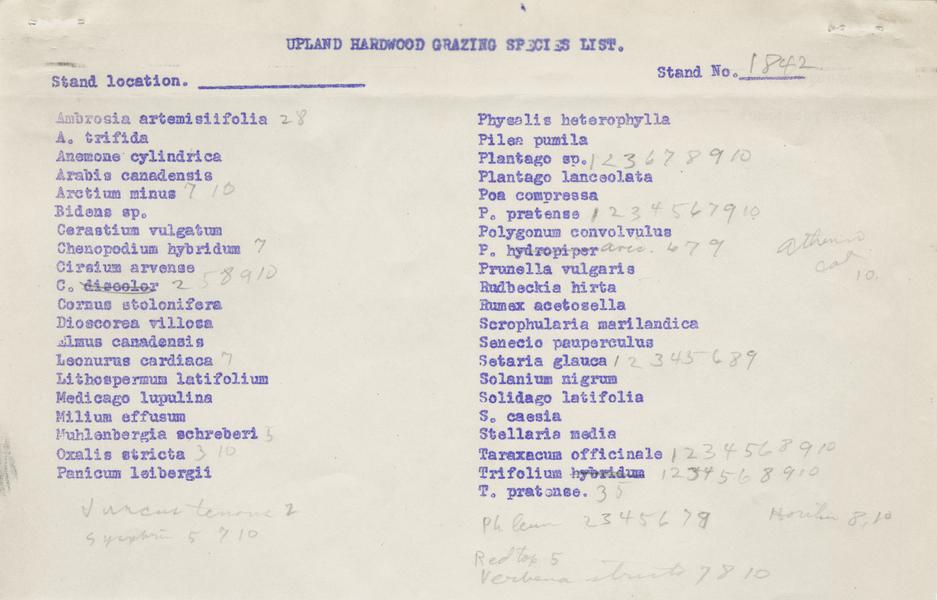 UPLAND HARDWOOD GRAZING SPECIES LIST.
Stand location.
Stand No. 1842
Ambrosia artemisiifolia 28
A. trifida
Anemone cylindrica
Arabis canadensis
Arctium minus 7 10
Bidens sp.
Cerastium vulgatum
Chenopodium hybridum 7
Cirsium arvense
C. discolor 2 5 8 9 10
Cornus stolonifera
Dioscorea villosa
Elmus canadensis
Leonurus cardiaca 7
Lithospermum latifolium
Medicago lupulina
Milium effusum
Muhlenbergia schreberi 5
Oxalis stricta 3 10
Panicum leibergii
Juncus tenuis 2
5 7 10
Physalis heterophylla
Pilea pumila
Plantago sp. 1 2 3 6 7 8 9 10
Plantago lanceolata
Poa compressa
P. pratense 1 2 3 4 5 6 7 9 10
Polygonum convolvulus
P. hydropiper 6 7 9
Prunella vulgaris
Rudbeckia hirta
Rumex acetosella
Scrophularia marilandica
Senecio pauperculus
Setaria glauca 1 2 3 4 5 6 8 9
Solanium nigrum
Solidago latifolia
S. caesia
Stellaria media
Taraxacum officinale 1 2 3 4 5 6 8 9 10
Trifolium hybridum 1 2 3 4 5 6 8 9 10
T. pratense. 3 5
Phleum 2 3 4 5 6 7 9
8, 10
Red top 5
Verbena stricta 7 8 10
10.